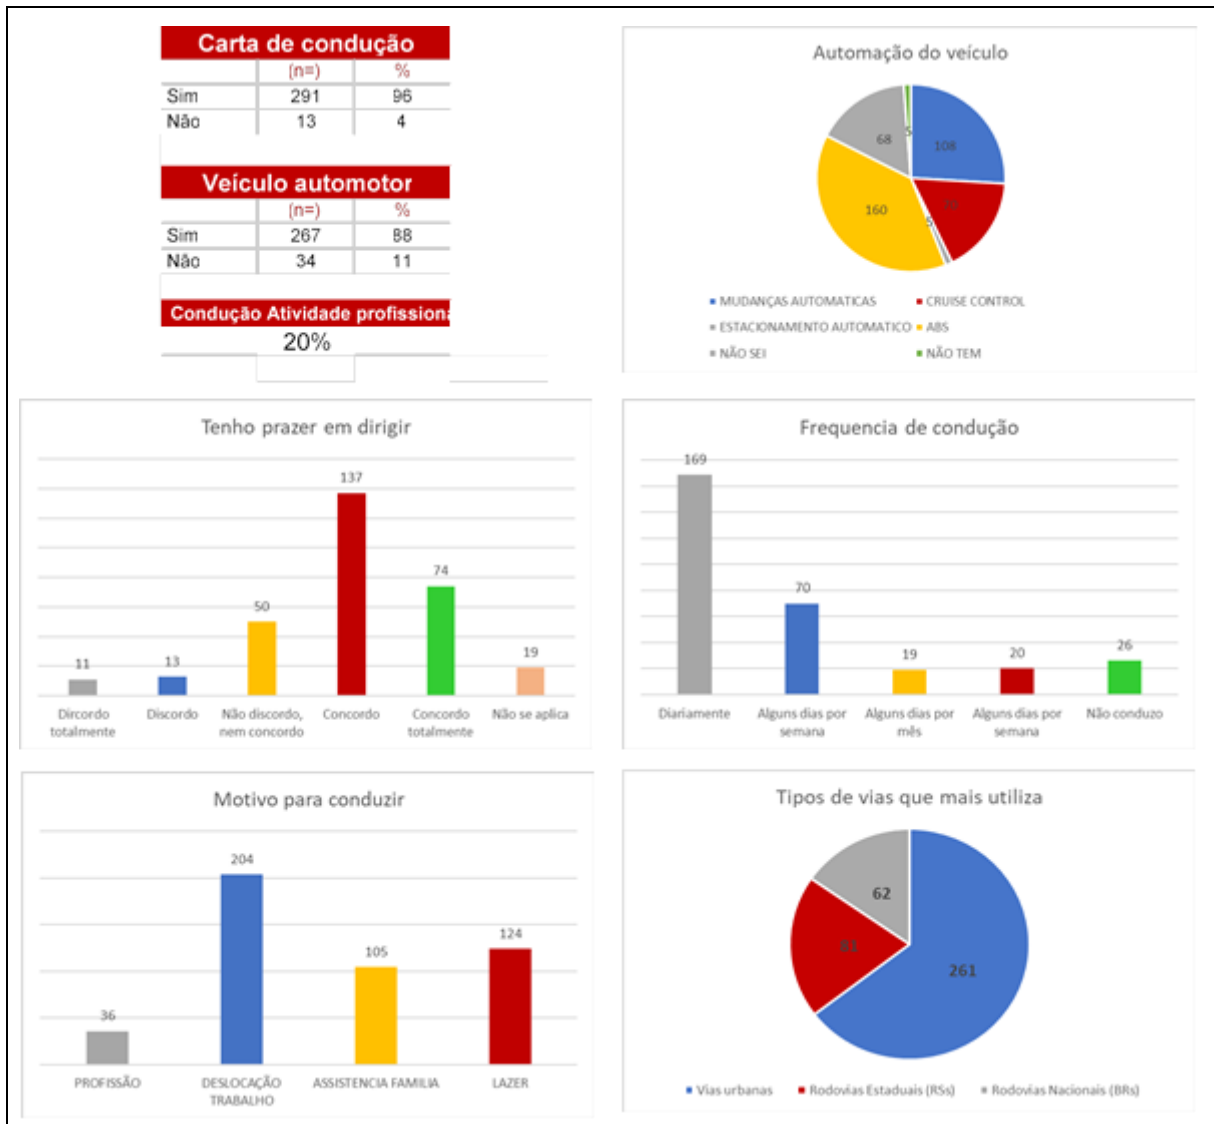 Carta de condução
(n=) %
Sim 291 96
Não 13 4
Veículo automotor
(n=) %
Sim 267 88
Não 34 11
Condução Atividade profissiona
20%
Automação do veículo
108
160
5
68
5
MUDANÇAS AUTOMATICAS CRUISE CONTROL
ESTACIONAMENTO AUTOMATICO ABS
NÃO SEI NÃO TEM
Tenho prazer em dirigir
11 13 50 137 74 19
Dircordo totalmente
Discordo
Não discordo, nem concordo
Concordo
Concordo totalmente
Não se aplica
Frequencia de condução
169 70 19 20 26
Diariamente
Alguns dias por semana
Alguns dias por mês
Alguns dias por semana
Não conduzo
Motivo para conduzir
36 204 105 124
PROFISSÃO
DESLOCAÇÃO TRABALHO
ASSISTENCIA FAMILIA
LAZER
Tipos de vias que mais utiliza
62
81
261
Vias urbanas Rodovias Estaduais (RSs) Rodovias Nacionais (BRs)